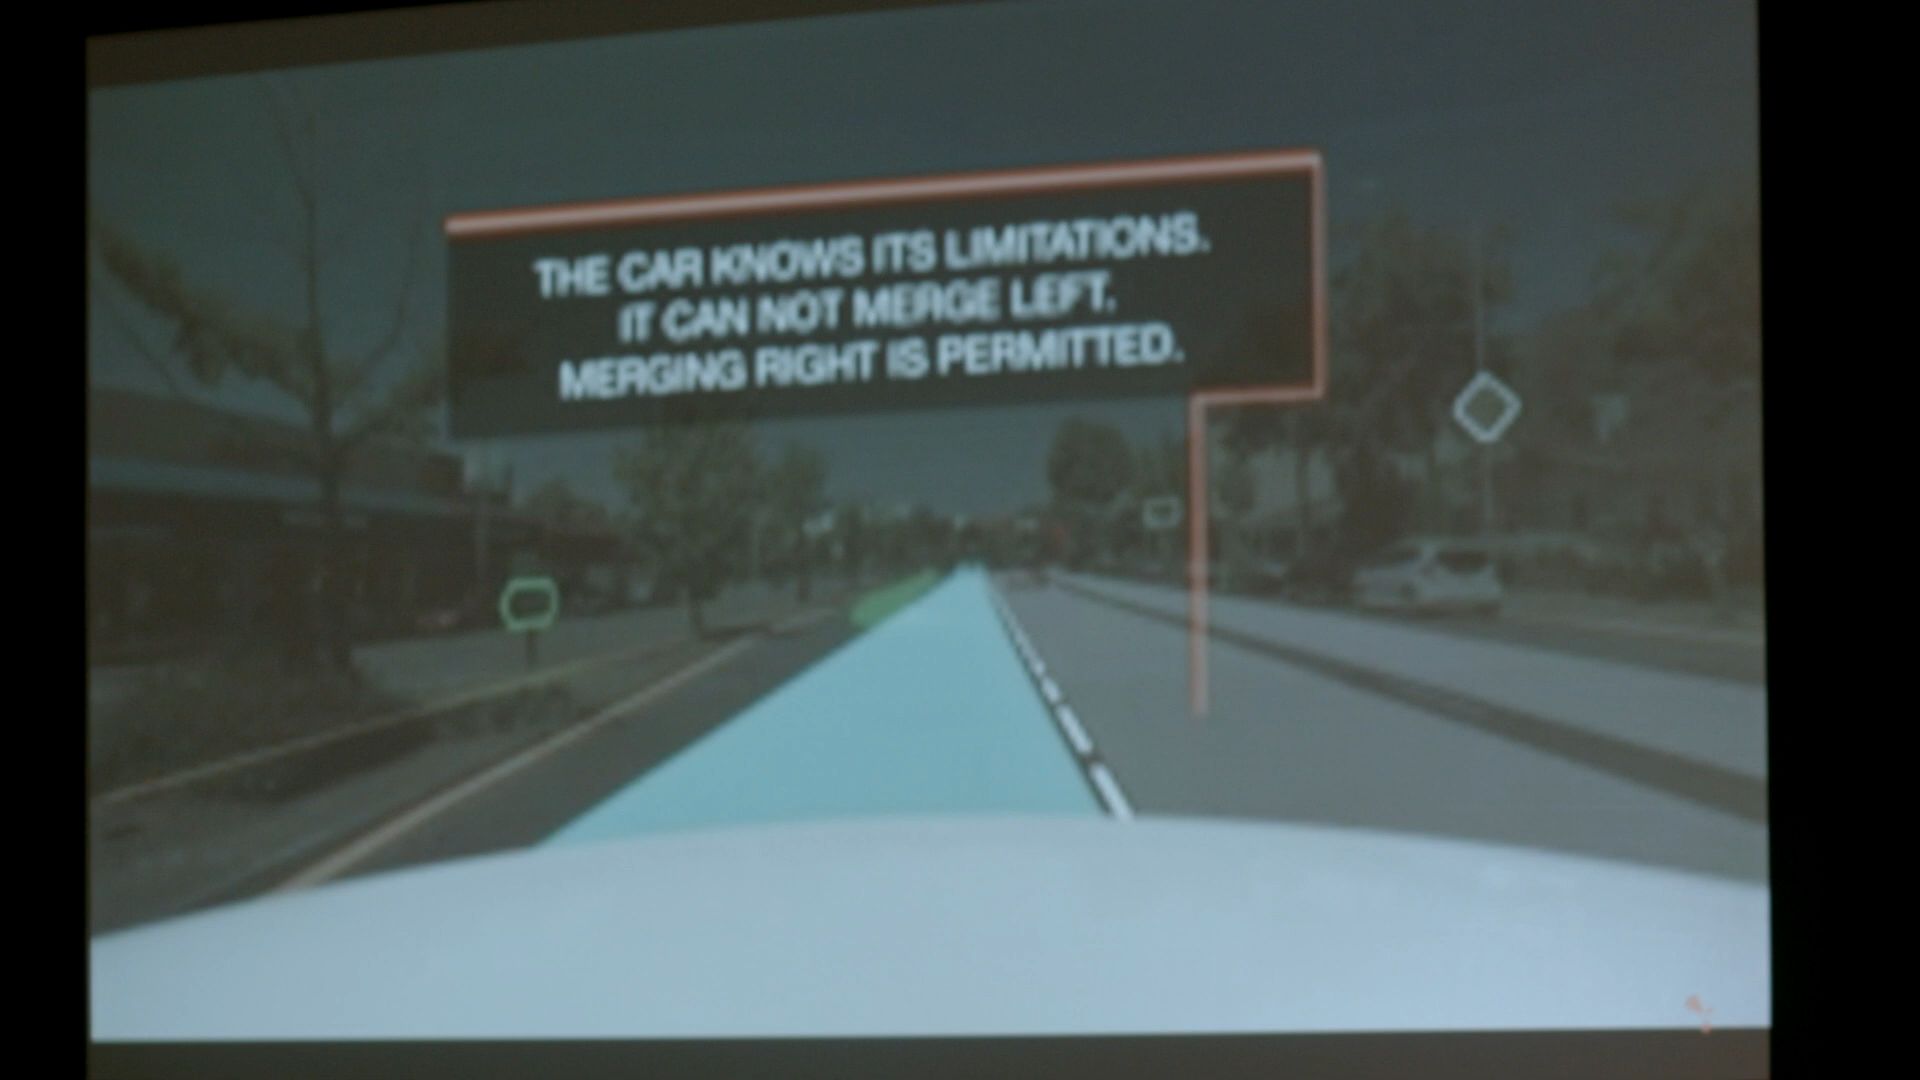 THE CAR KNOWS ITS LIMITATIONS.
IT CAN NOT MERGE LEFT.
MERGING RIGHT IS PERMITTED.